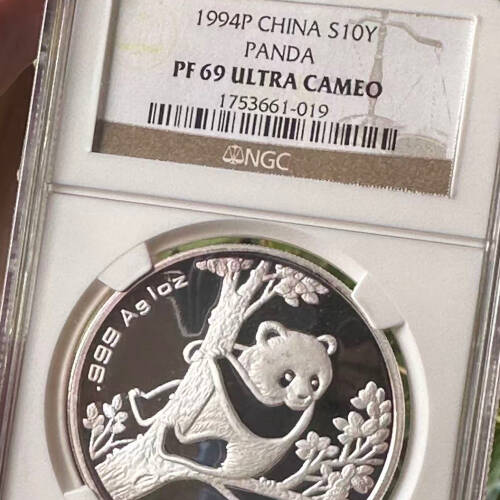 1994P CHINA S10Y
PANDA
PF 69 ULTRA CAMEO
1753661-019
NGC
.999 Ag 1oz